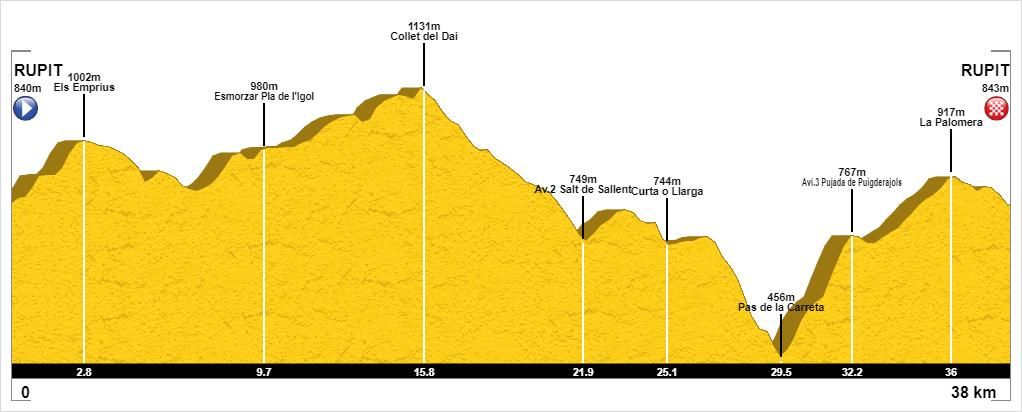 1131m
Collet del Dai
RUPIT
840m
1002m
Els Emprius
980m
Esmorzar Pla de l'Igol
749m
Av.2 Salt de Sallent
744m
Curta o Llarga
456m
Pas de la Carreta
767m
Avi.3 Pujada de Puigderajols
917m
La Palomera
RUPIT
843m
2.8 9.7 15.8 21.9 25.1 29.5 32.2 36
0 38 km